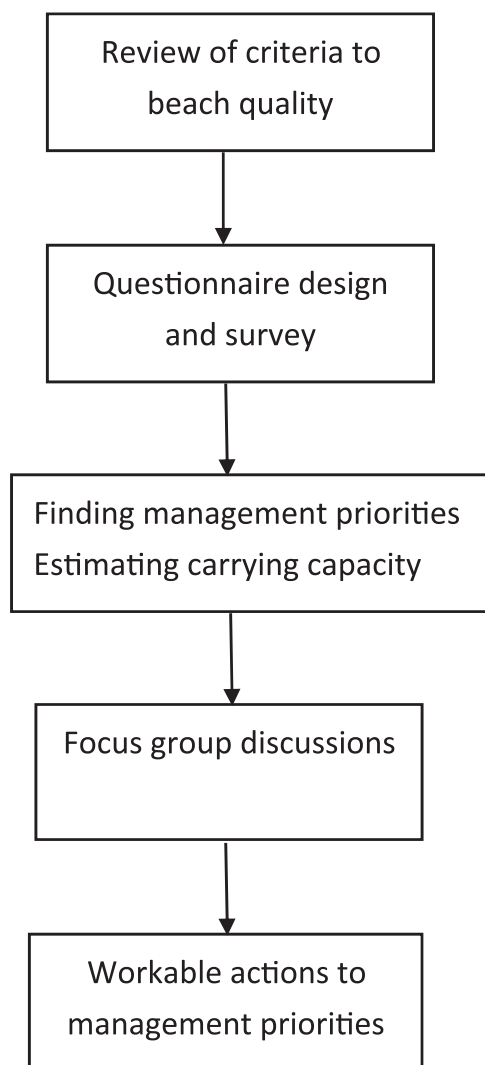 Review of criteria to
beach quality
Questionnaire design
and survey
Finding management priorities
Estimating carrying capacity
Focus group discussions
Workable actions to
management priorities